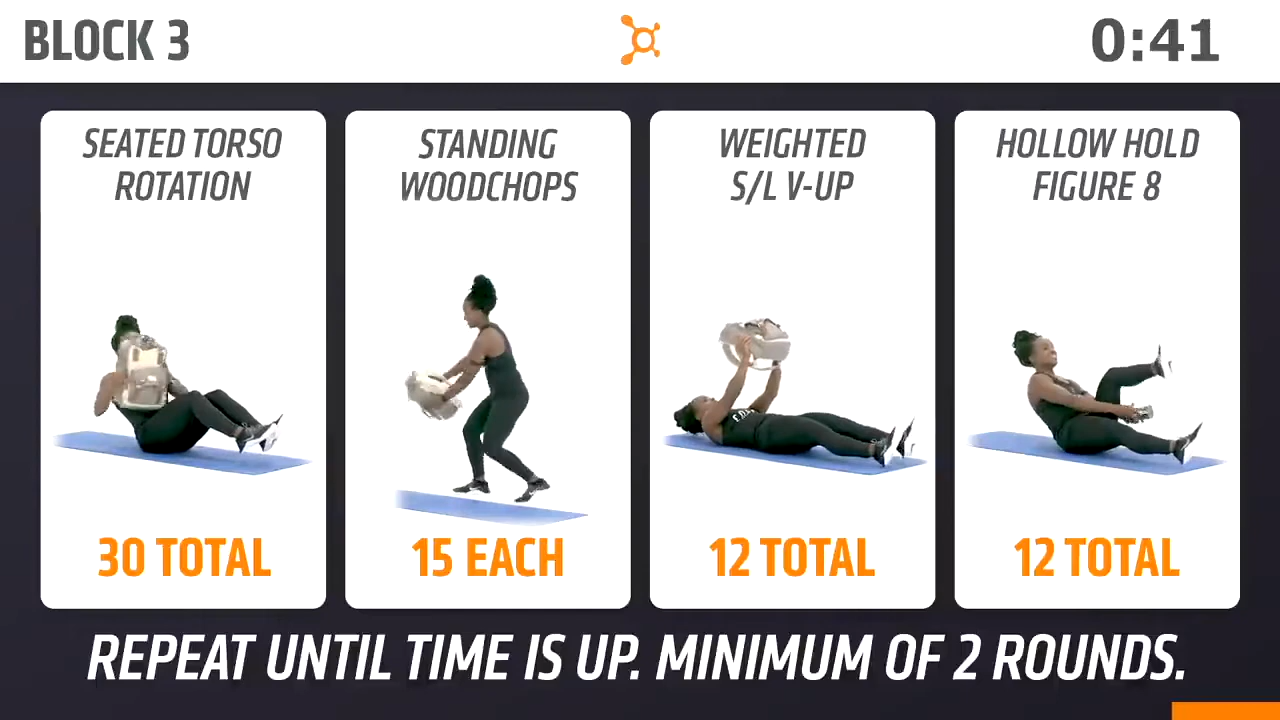 BLOCK 3
0:41
SEATED TORSO
ROTATION
30 TOTAL
STANDING
WOODCHOPS
15 EACH
WEIGHTED
S/L V-UP
12 TOTAL
HOLLOW HOLD
FIGURE 8
12 TOTAL
REPEAT UNTIL TIME IS UP. MINIMUM OF 2 ROUNDS.